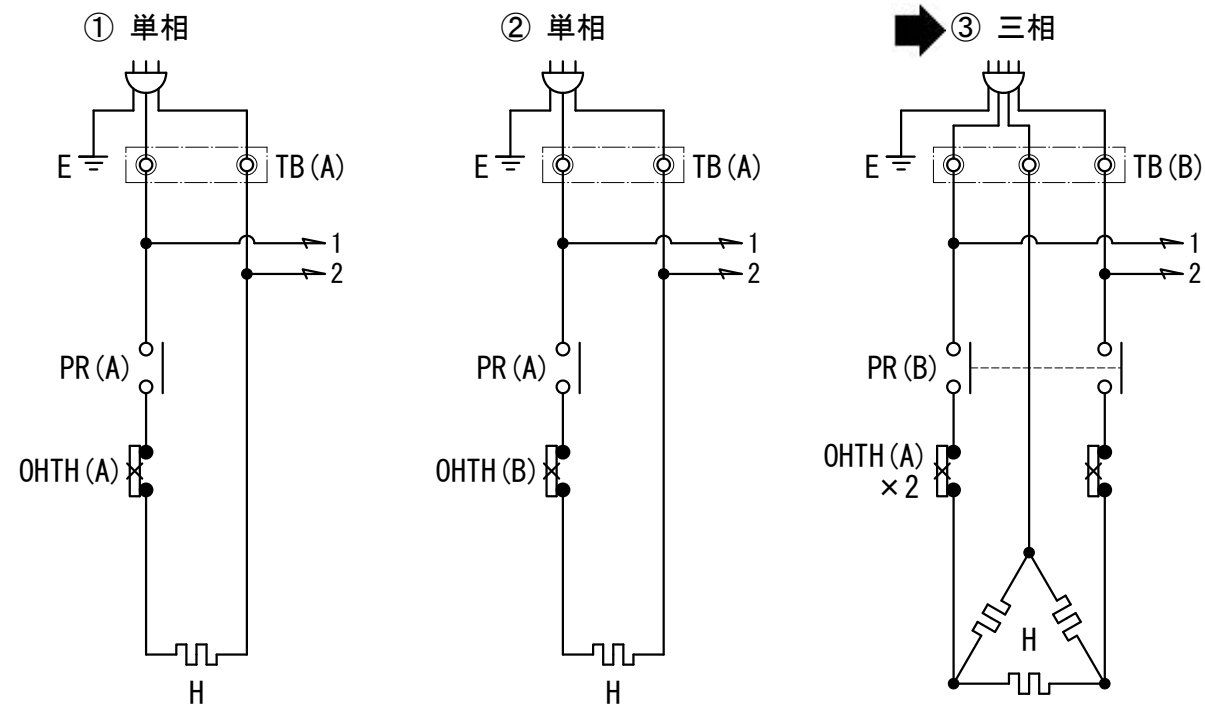 ① 単相
E
TB(A)
1
2
PR(A)
OHTH(A)
H
② 単相
E
TB(A)
1
2
PR(A)
OHTH(B)
H
③ 三相
E
TB(B)
1
2
PR(B)
OHTH(A)
×2
H